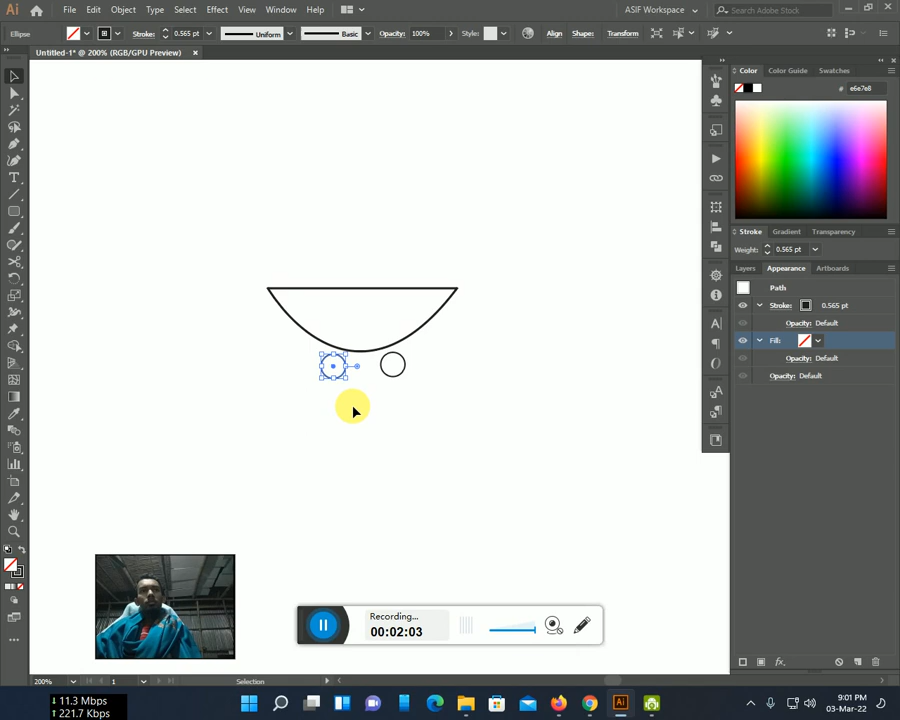 Ai File Edit Object Type Select Effect View Window Help ASIF Workspace Search Adobe Stock
Ellipse Stroke: 0.565 pt Uniform Basic Opacity: 100% Style: Align Shape: Transform
Untitled-1* @ 200% (RGB/GPU Preview) ×
Color Color Guide Swatches
# e6e7e8
Stroke Gradient Transparency
Weight: 0.565 pt
Layers Appearance Artboards
Path
Stroke: 0.565 pt
Opacity: Default
Fill:
Opacity: Default
Opacity: Default
Recording...
00:02:03
fx
200% 1 Selection
↓ 11.3 Mbps
↑ 221.7 Kbps
Ai
9:01 PM
03-Mar-22